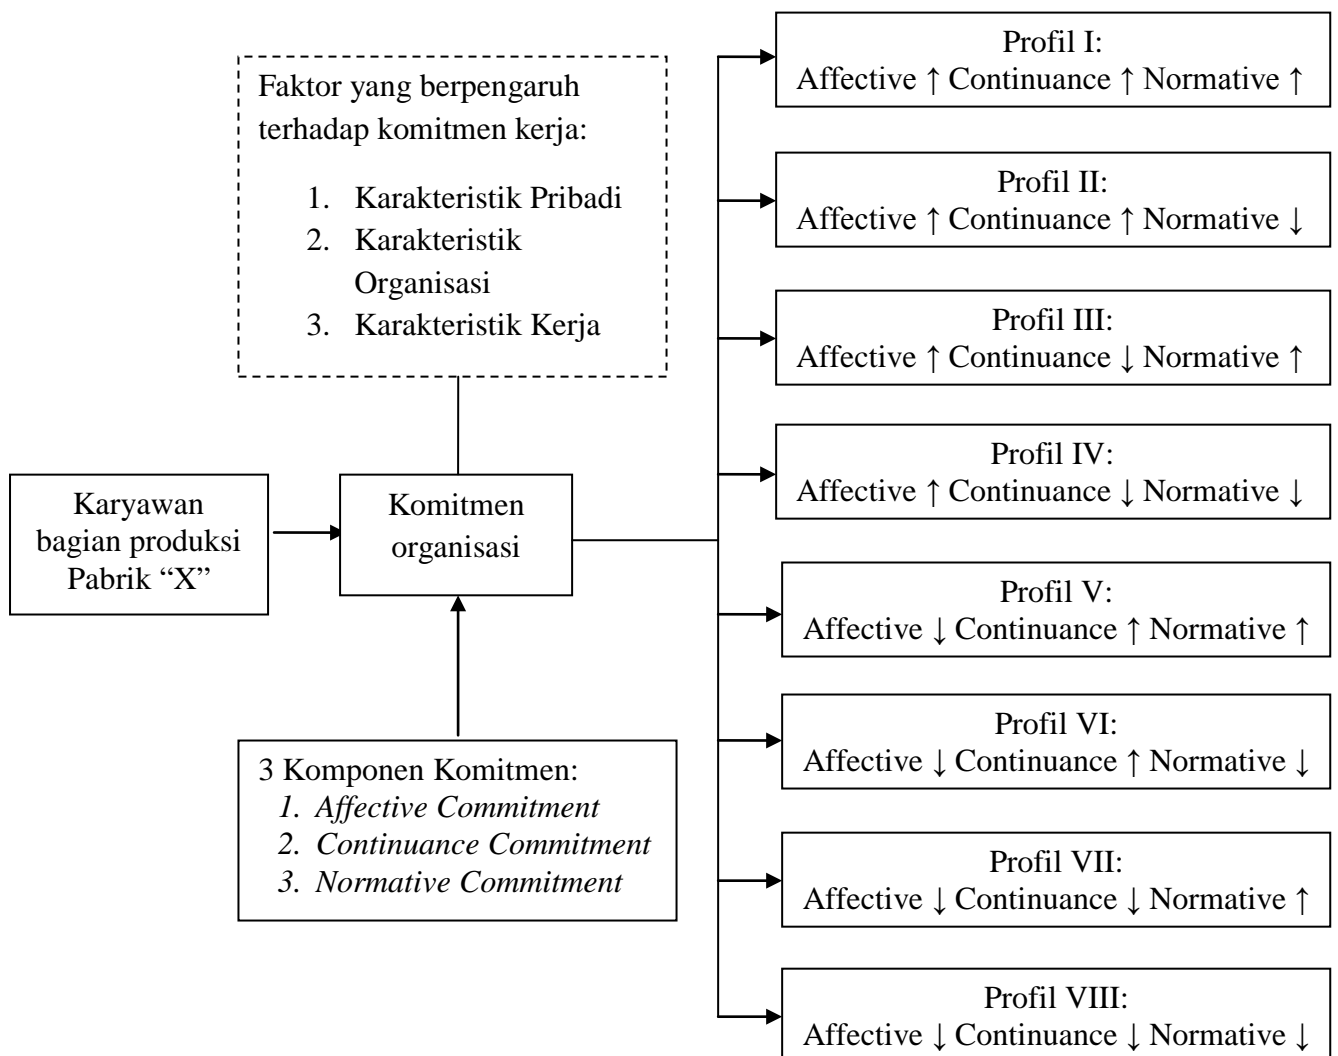 Faktor yang berpengaruh
terhadap komitmen kerja:
1. Karakteristik Pribadi
2. Karakteristik
Organisasi
3. Karakteristik Kerja
Karyawan
bagian produksi
Pabrik “X”
Komitmen
organisasi
3 Komponen Komitmen:
1. Affective Commitment
2. Continuance Commitment
3. Normative Commitment
Profil I:
Affective ↑ Continuance ↑ Normative ↑
Profil II:
Affective ↑ Continuance ↑ Normative ↓
Profil III:
Affective ↑ Continuance ↓ Normative ↑
Profil IV:
Affective ↑ Continuance ↓ Normative ↓
Profil V:
Affective ↓ Continuance ↑ Normative ↑
Profil VI:
Affective ↓ Continuance ↑ Normative ↓
Profil VII:
Affective ↓ Continuance ↓ Normative ↑
Profil VIII:
Affective ↓ Continuance ↓ Normative ↓